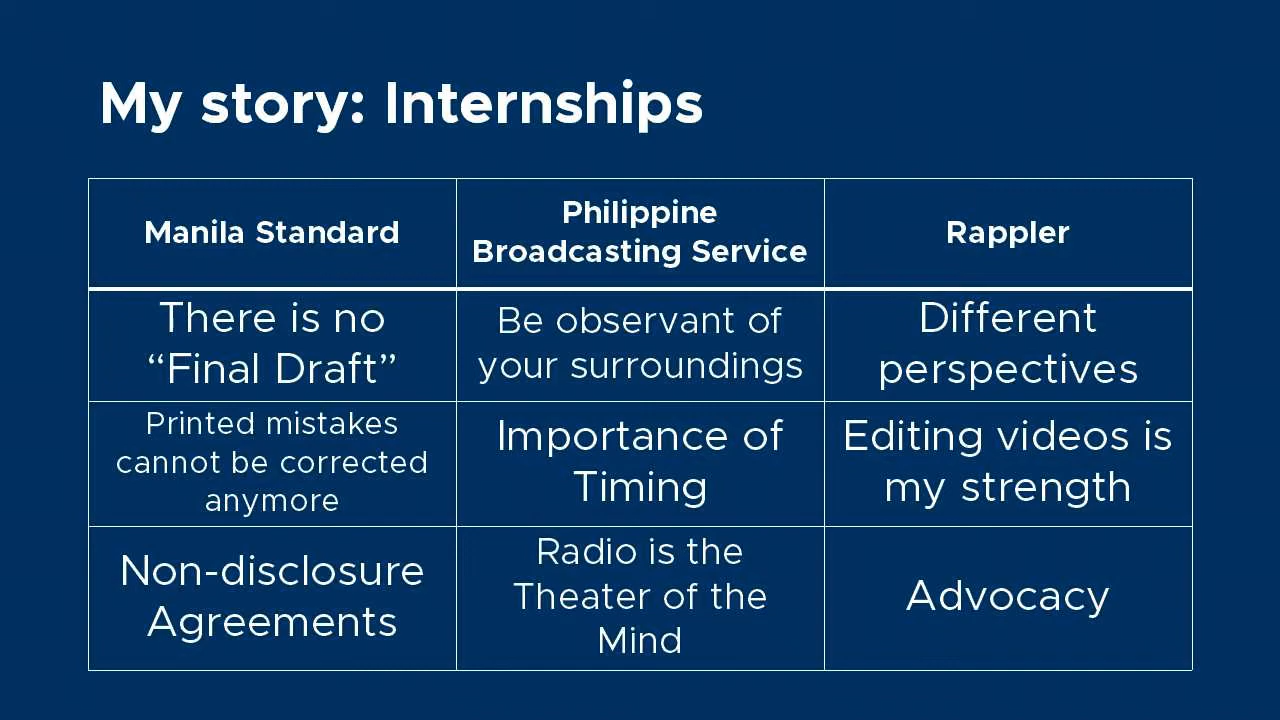 My story: Internships
Manila Standard
Philippine
Broadcasting Service
Rappler
There is no
“Final Draft”
Be observant of
your surroundings
Different
perspectives
Printed mistakes
cannot be corrected
anymore
Importance of
Timing
Editing videos is
my strength
Non-disclosure
Agreements
Radio is the
Theater of the
Mind
Advocacy